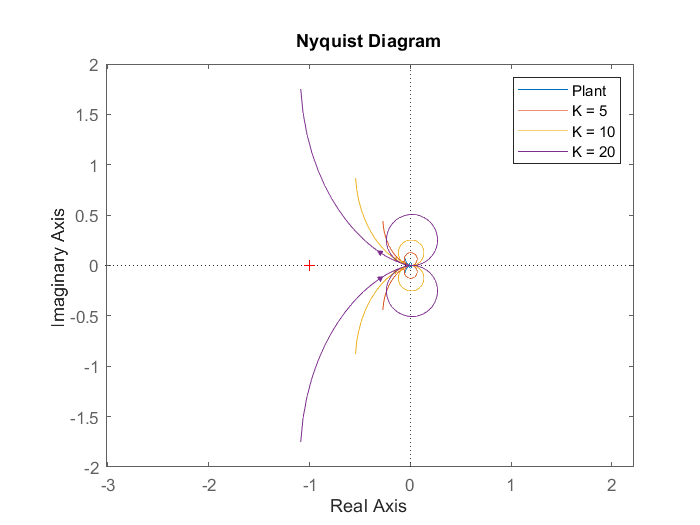 Nyquist Diagram
2
1.5
1
0.5
0
-0.5
-1
-1.5
-2
Imaginary Axis
Plant
K = 5
K = 10
K = 20
-3 -2 -1 0 1 2
Real Axis